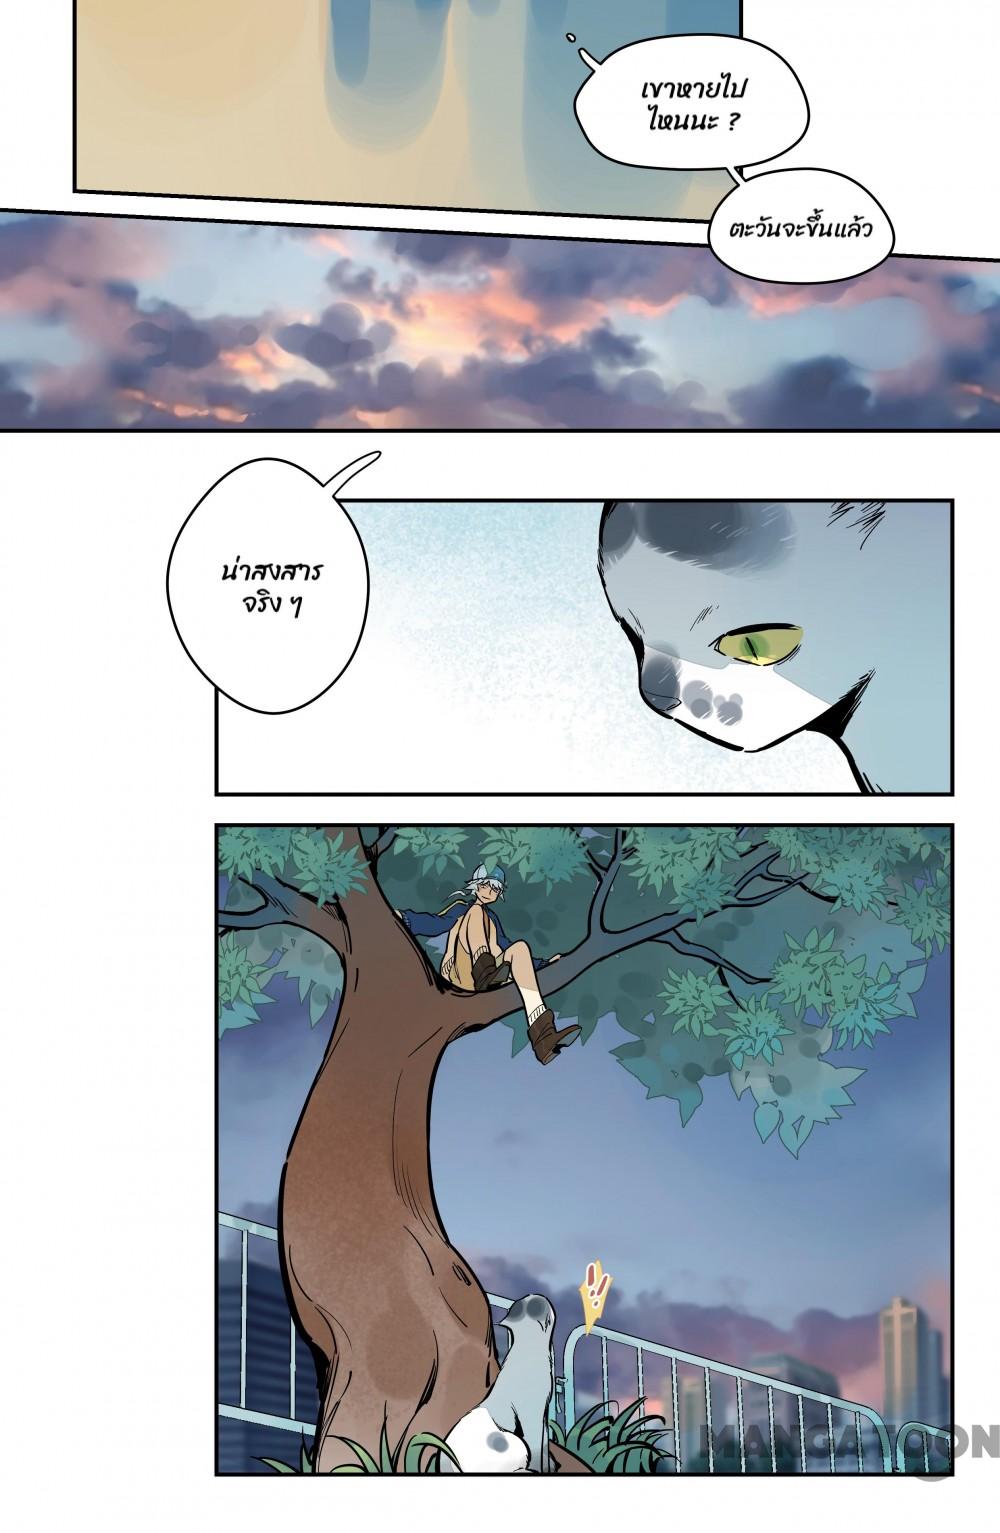 เขาหายไป
ไหนนะ ?
ตะวันจะขึ้นแล้ว
น่าสงสาร
จริง ๆ
!!
MANGATOON